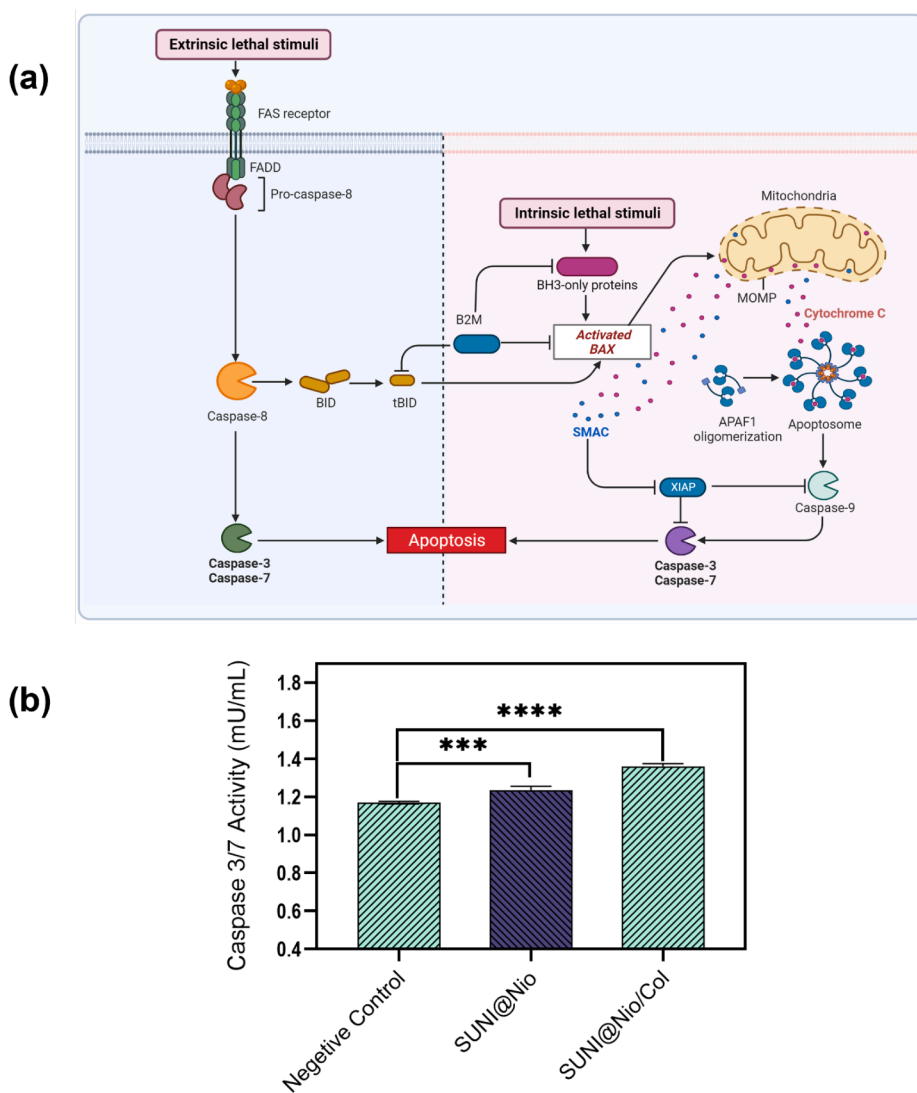 (a)
Extrinsic lethal stimuli
FAS receptor
FADD
Pro-caspase-8
Intrinsic lethal stimuli
Mitochondria
BH3-only proteins
MOMP
B2M
Cytochrome C
Activated
BAX
Caspase-8
BID
tBID
SMAC
APAF1
oligomerization
Apoptosome
XIAP
Caspase-9
Apoptosis
Caspase-3
Caspase-7
Caspase-3
Caspase-7
(b)
Caspase 3/7 Activity (mU/mL)
1.8
1.6
1.4
1.2
1.0
0.8
0.6
0.4
****
***
Negetive Control
SUNI@Nio
SUNI@Nio/Col